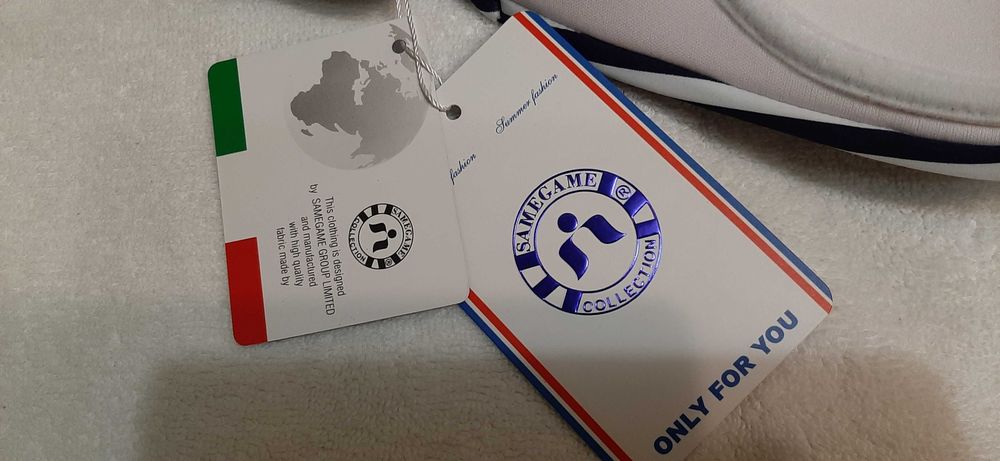 This clothing is designed
by SAMEGAME GROUP LIMITED
and manufactured
with high quality
fabric made by
SAMEGAME
®
COLLECTION
fashion
Summer fashion
SAMEGAME
®
COLLECTION
ONLY FOR YOU